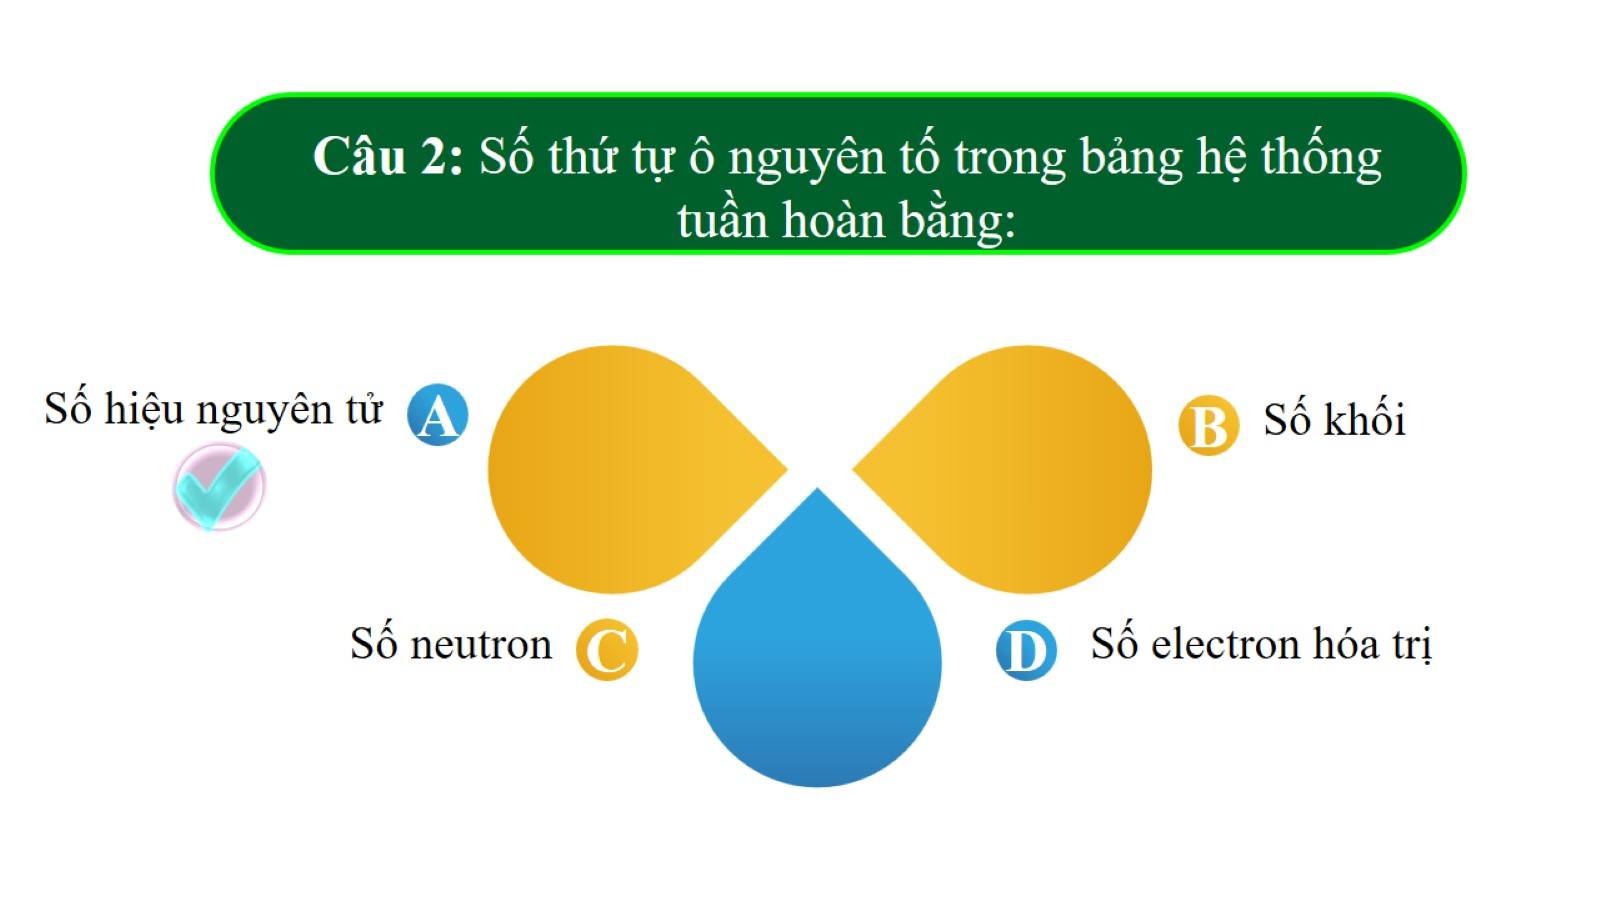 Câu 2: Số thứ tự ô nguyên tố trong bảng hệ thống
tuần hoàn bằng:
Số hiệu nguyên tử A
B Số khối
Số neutron C
D Số electron hóa trị